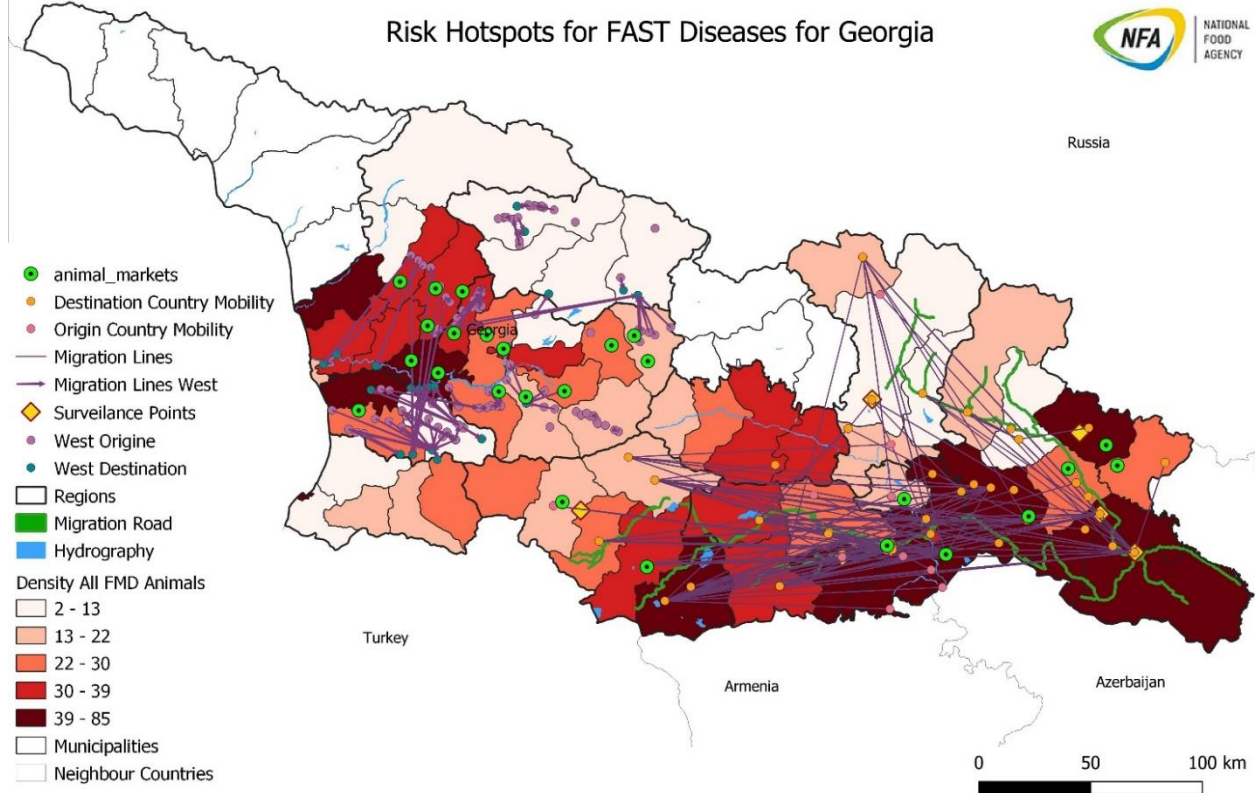 Risk Hotspots for FAST Diseases for Georgia
NFA
NATIONAL
FOOD
AGENCY
Russia
Georgia
Turkey
Armenia
Azerbaijan
animal_markets
Destination Country Mobility
Origin Country Mobility
Migration Lines
Migration Lines West
Surveilance Points
West Origine
West Destination
Regions
Migration Road
Hydrography
Density All FMD Animals
2 - 13
13 - 22
22 - 30
30 - 39
39 - 85
Municipalities
Neighbour Countries
0 50 100 km